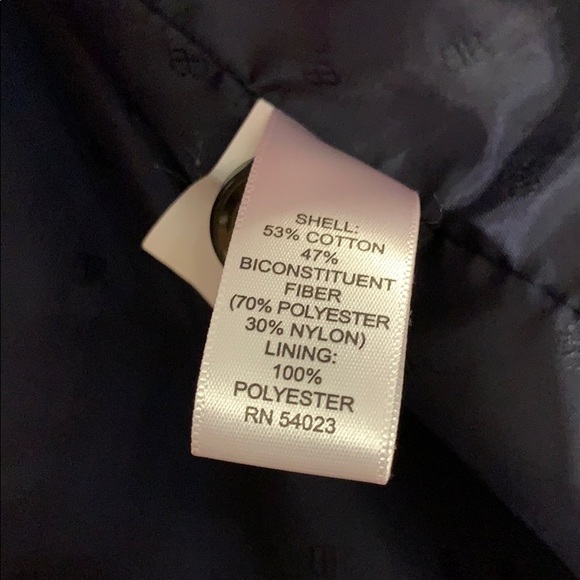 SHELL:
53% COTTON
47%
BICONSTITUENT
FIBER
(70% POLYESTER
30% NYLON)
LINING:
100%
POLYESTER
RN 54023